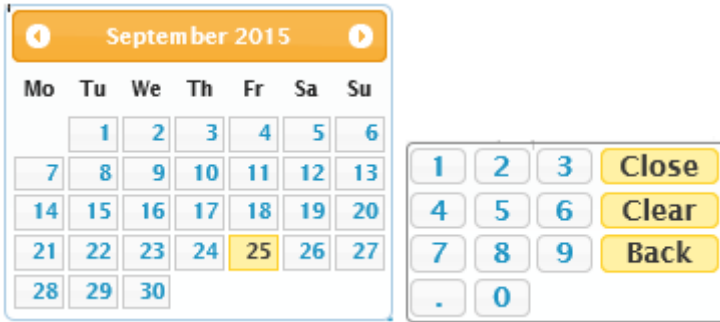 September 2015
Mo Tu We Th Fr Sa Su
1 2 3 4 5 6
7 8 9 10 11 12 13
14 15 16 17 18 19 20
21 22 23 24 25 26 27
28 29 30
1 2 3 Close
4 5 6 Clear
7 8 9 Back
. 0